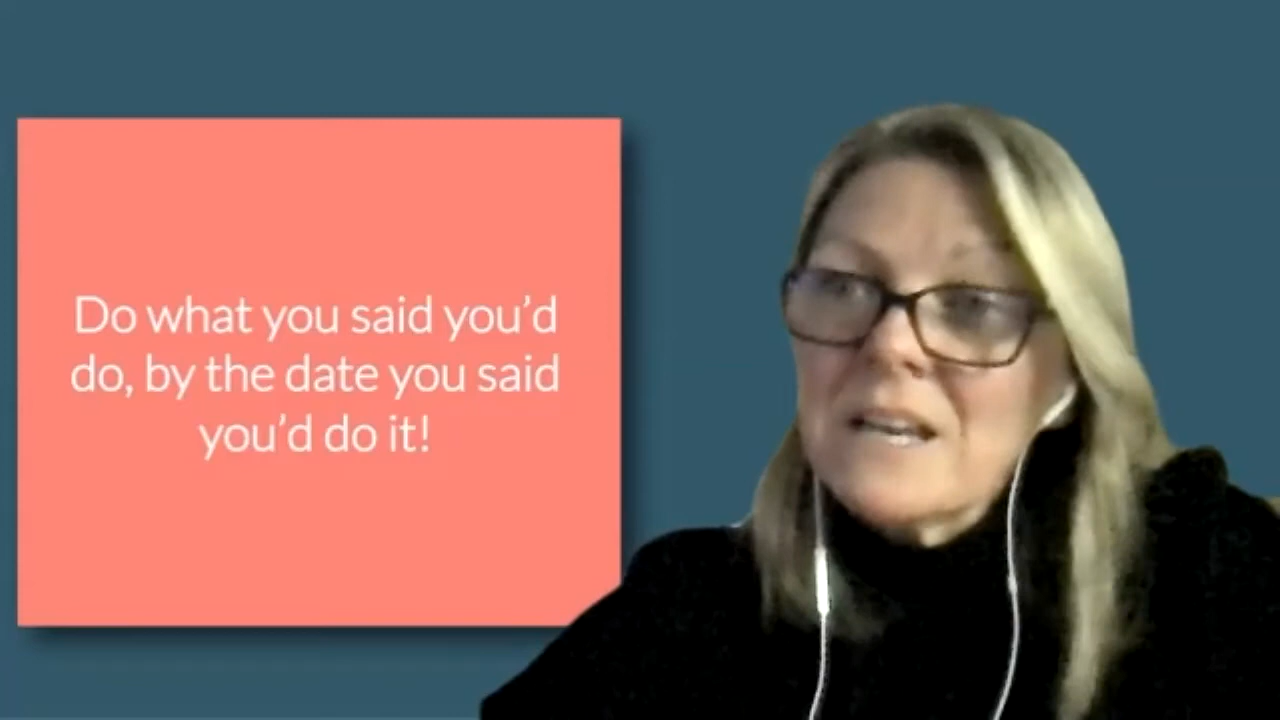 Do what you said you’d
do, by the date you said
you’d do it!